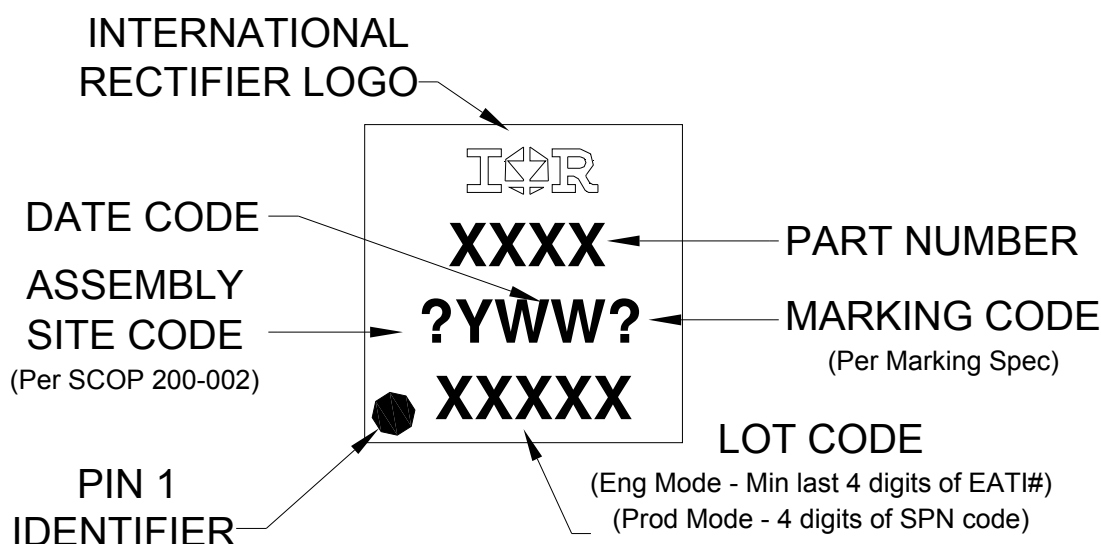 INTERNATIONAL
RECTIFIER LOGO
IOR
DATE CODE
XXXX
PART NUMBER
ASSEMBLY
SITE CODE
(Per SCOP 200-002)
?YWW?
MARKING CODE
(Per Marking Spec)
XXXXX
PIN 1
IDENTIFIER
LOT CODE
(Eng Mode - Min last 4 digits of EATI#)
(Prod Mode - 4 digits of SPN code)